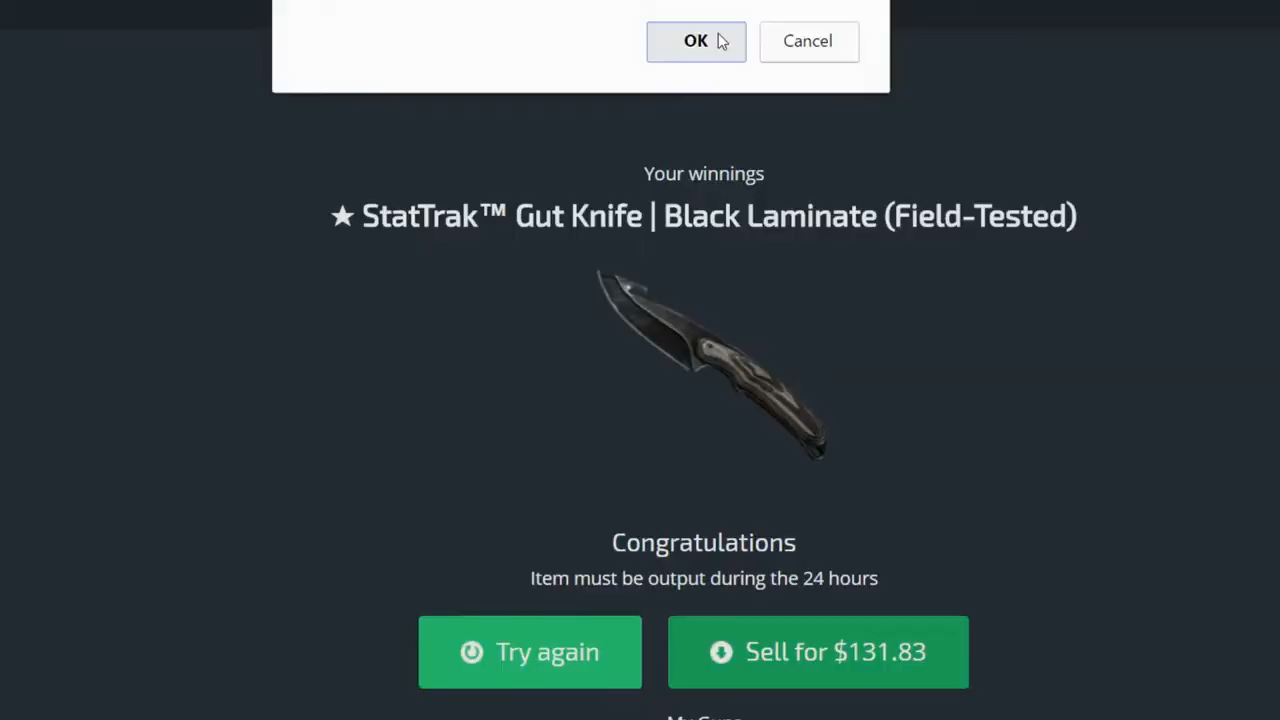 OK
Cancel
Your winnings
★ StatTrak™ Gut Knife | Black Laminate (Field-Tested)
Congratulations
Item must be output during the 24 hours
Try again
Sell for $131.83